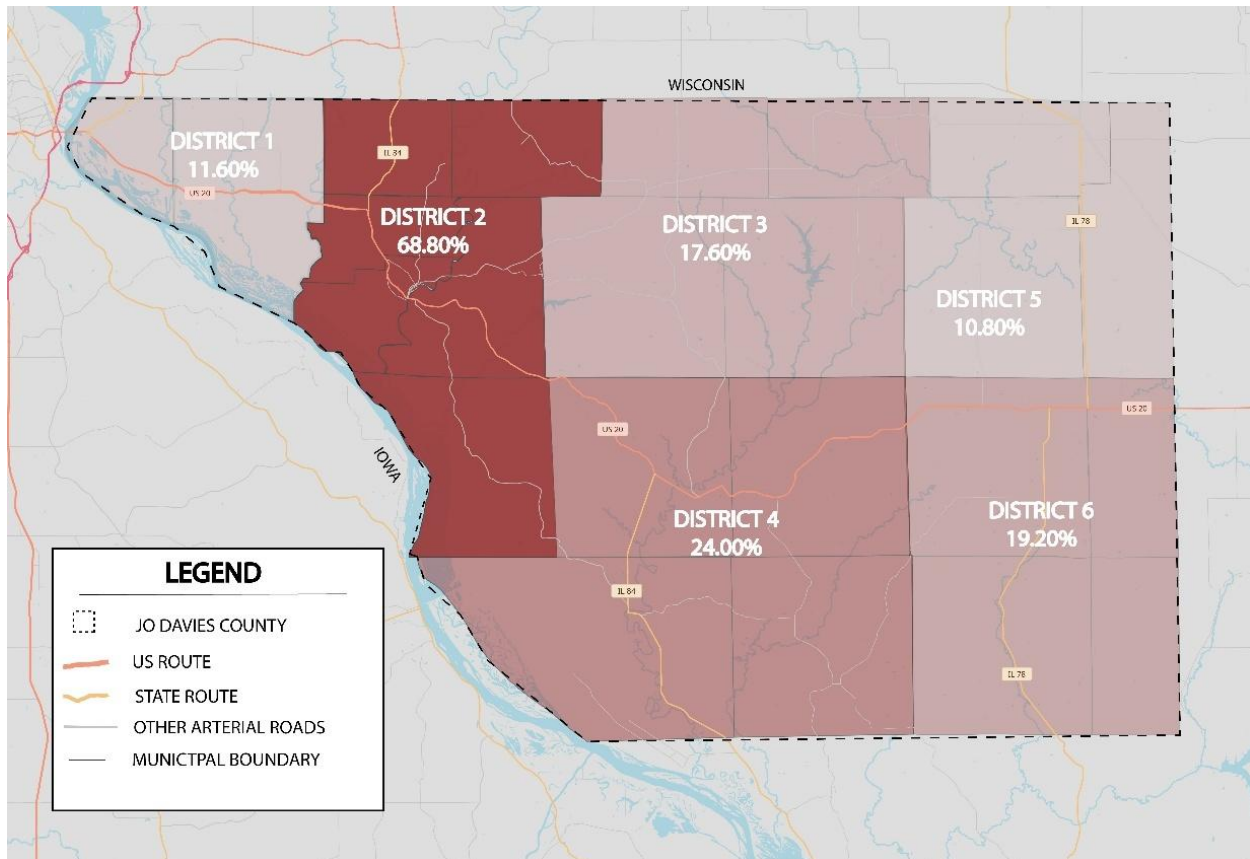 WISCONSIN
DISTRICT 1
11.60%
IL 84
US 20
DISTRICT 2
68.80%
DISTRICT 3
17.60%
IL 78
DISTRICT 5
10.80%
US 20
US 20
IOWA
DISTRICT 4
24.00%
DISTRICT 6
19.20%
IL 84
IL 78
LEGEND
JO DAVIES COUNTY
US ROUTE
STATE ROUTE
OTHER ARTERIAL ROADS
MUNICTPAL BOUNDARY